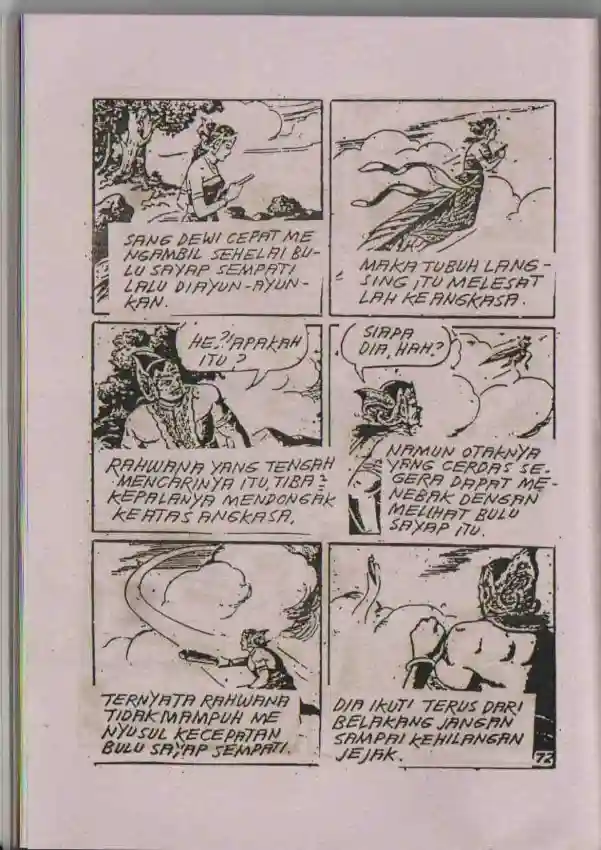 SANG DEWI CEPAT ME
NGAMBIL SEHELAI BU-
LU SAYAP SEMPATI
LALU DIAYUN-AYUN-
KAN.
MAKA TUBUH LANG-
SING ITU MELESAT
LAH KE ANGKASA.
HE.?!APAKAH
ITU ?
RAHWANA YANG TENGAH
MENCARINYA ITU, TIBA2
KEPALANYA MENDONGAK
KEATAS ANGKASA.
SIAPA
DIA, HAH.?
NAMUN OTAKNYA
YANG CERDAS SE-
GERA DAPAT ME-
NEBAK DENGAN
MELIHAT BULU
SAYAP ITU.
TERNYATA RAHWANA
TIDAK MAMPUH ME
NYUSUL KECEPATAN
BULU SAYAP SEMPATI.
DIA IKUTI TERUS DARI
BELAKANG JANGAN
SAMPAI KEHILANGAN
JEJAK.
72